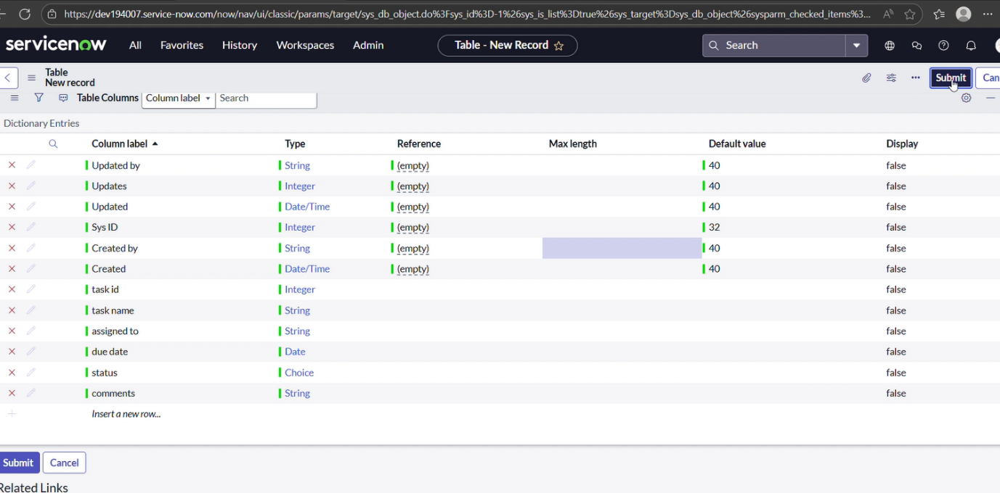 https://dev194007.service-now.com/now/nav/ui/classic/params/target/sys_db_object.do%3Fsys_id%3D-1%26sys_is_list%3Dtrue%26sys_target%3Dsys_db_object%26sysparm_checked_items%3...
servicenow All Favorites History Workspaces Admin Table - New Record Search
Table
New record
Submit Can
Table Columns Column label Search
Dictionary Entries
Column label Type Reference Max length Default value Display
Updated by String (empty) 40 false
Updates Integer (empty) 40 false
Updated Date/Time (empty) 40 false
Sys ID Integer (empty) 32 false
Created by String (empty) 40 false
Created Date/Time (empty) 40 false
task id Integer false
task name String false
assigned to String false
due date Date false
status Choice false
comments String false
Insert a new row...
Submit Cancel
Related Links